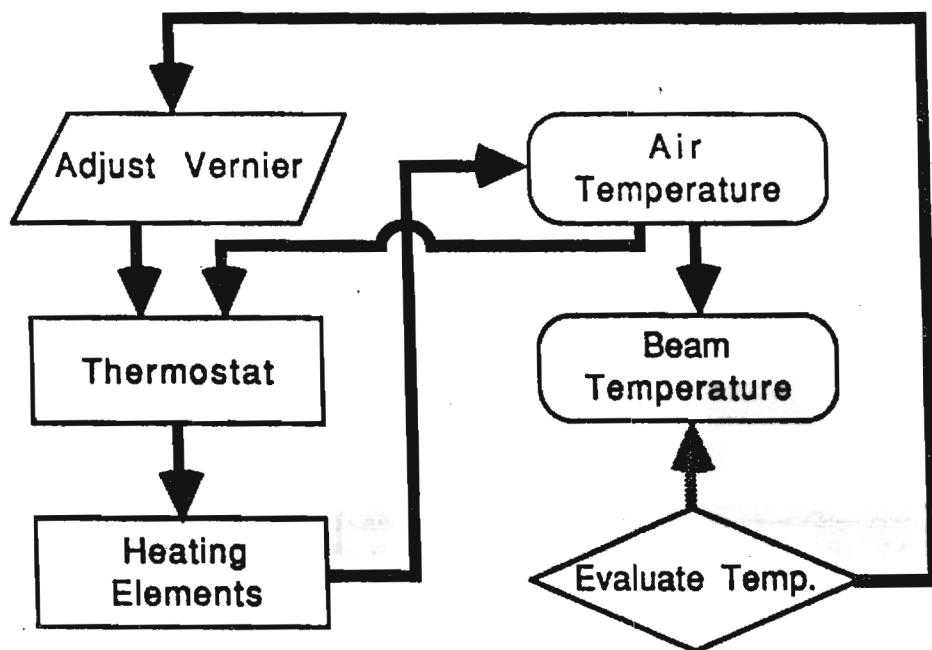 Adjust Vernier
Air
Temperature
Thermostat
Beam
Temperature
Heating
Elements
Evaluate Temp.